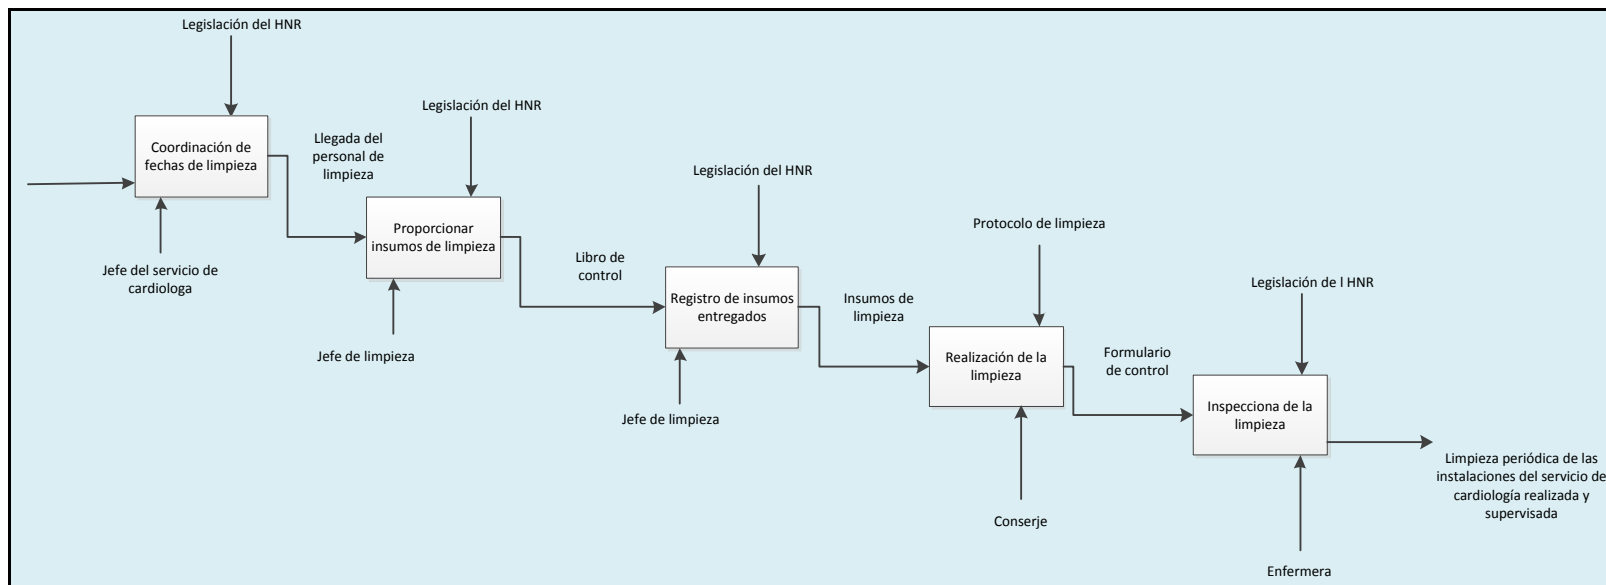 Legislación del HNR
Coordinación de
fechas de limpieza
Jefe del servicio de
cardiologa
Llegada del
personal de
limpieza
Legislación del HNR
Proporcionar
insumos de limpieza
Jefe de limpieza
Libro de
control
Legislación del HNR
Registro de insumos
entregados
Jefe de limpieza
Insumos de
limpieza
Protocolo de limpieza
Realización de la
limpieza
Conserje
Formulario
de control
Legislación de l HNR
Inspecciona de la
limpieza
Enfermera
Limpieza periódica de las
instalaciones del servicio de
cardiología realizada y
supervisada